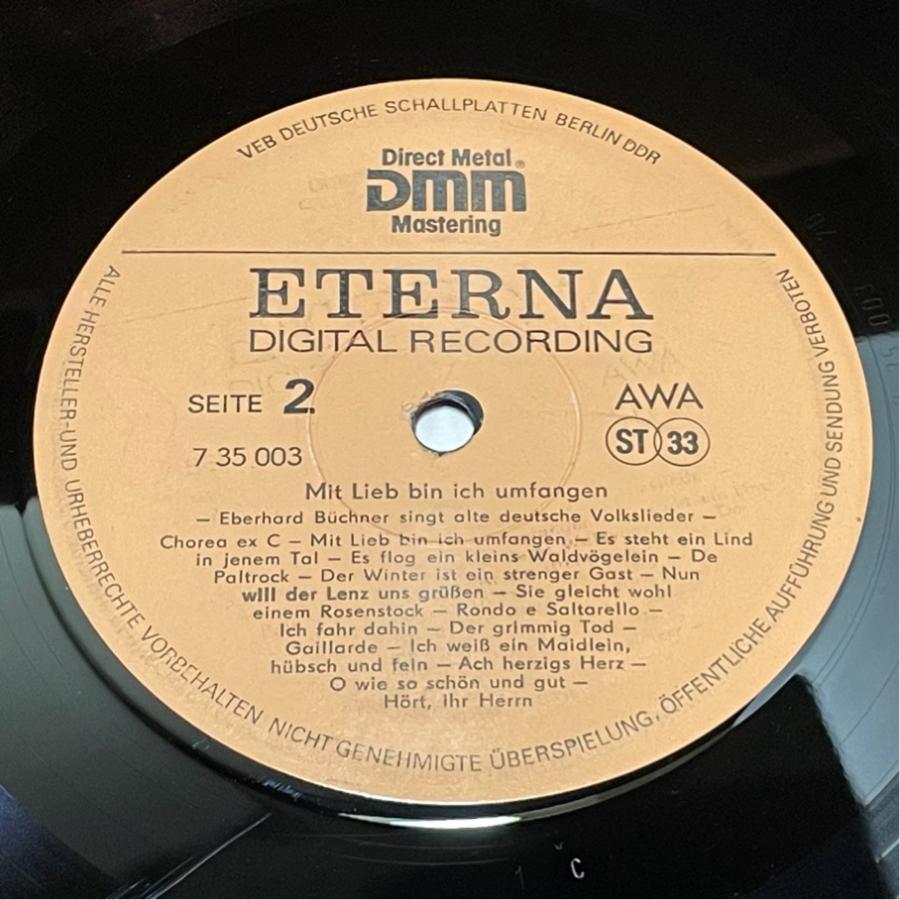 VEB DEUTSCHE SCHALLPLATTEN BERLIN DDR
Direct Metal®
DMM
Mastering
ETERNA
DIGITAL RECORDING
SEITE 2
AWA
7 35 003
ST 33
Mit Lieb bin ich umfangen
– Eberhard Büchner singt alte deutsche Volkslieder –
Chorea ex C – Mit Lieb bin ich umfangen – Es steht ein Lind
in jenem Tal – Es flog ein kleins Waldvögelein – De
Paltrock – Der Winter ist ein strenger Gast – Nun
will der Lenz uns grüßen – Sie gleicht wohl
einem Rosenstock – Rondo e Saltarello –
Ich fahr dahin – Der grimmig Tod –
Gaillarde – Ich weiß ein Maidlein,
hübsch und fein – Ach herzigs Herz –
O wie so schön und gut –
Hört, Ihr Herrn
ALLE HERSTELLER-UND URHEBERRECHTE VORBEHALTEN NICHT GENEHMIGTE ÜBERSPIELUNG, ÖFFENTLICHE AUFFÜHRUNG UND SENDUNG VERBOTEN
1 C